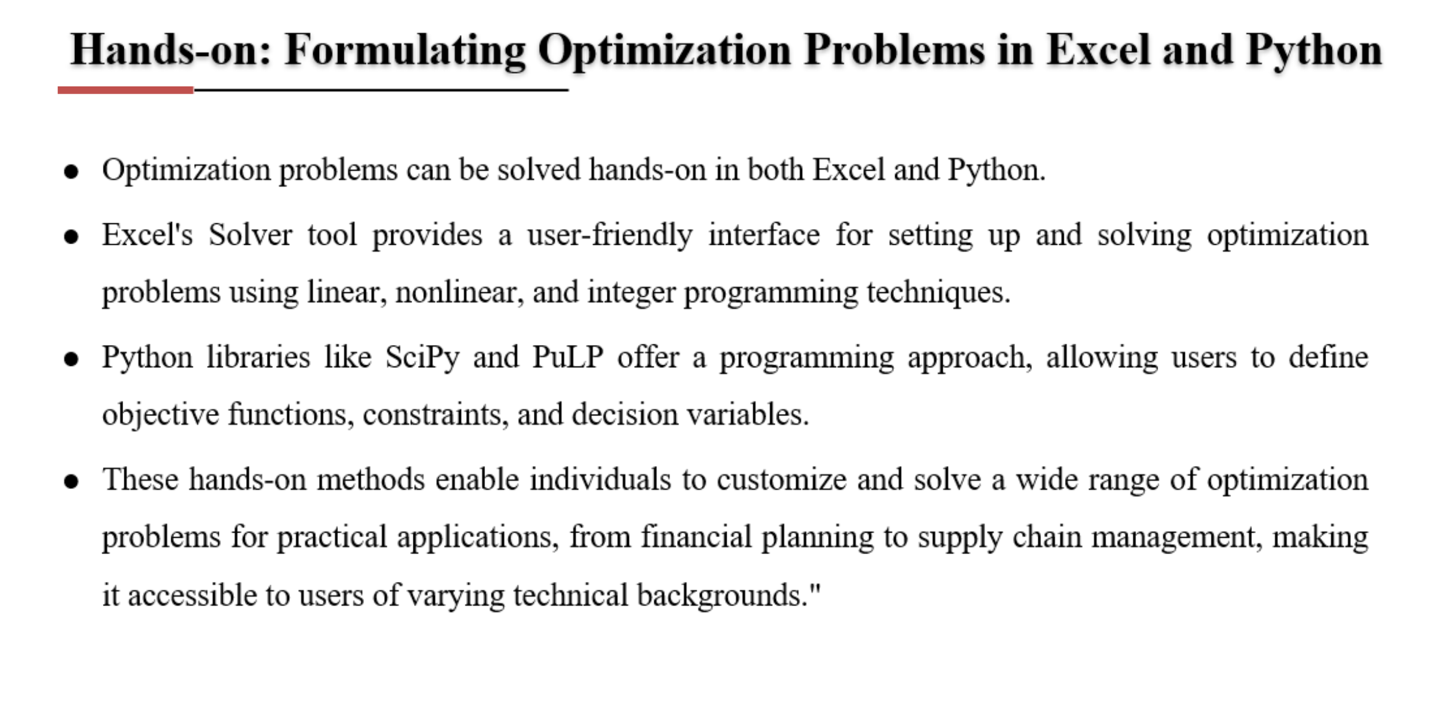 Hands-on: Formulating Optimization Problems in Excel and Python
● Optimization problems can be solved hands-on in both Excel and Python.
● Excel's Solver tool provides a user-friendly interface for setting up and solving optimization
problems using linear, nonlinear, and integer programming techniques.
● Python libraries like SciPy and PuLP offer a programming approach, allowing users to define
objective functions, constraints, and decision variables.
● These hands-on methods enable individuals to customize and solve a wide range of optimization
problems for practical applications, from financial planning to supply chain management, making
it accessible to users of varying technical backgrounds."